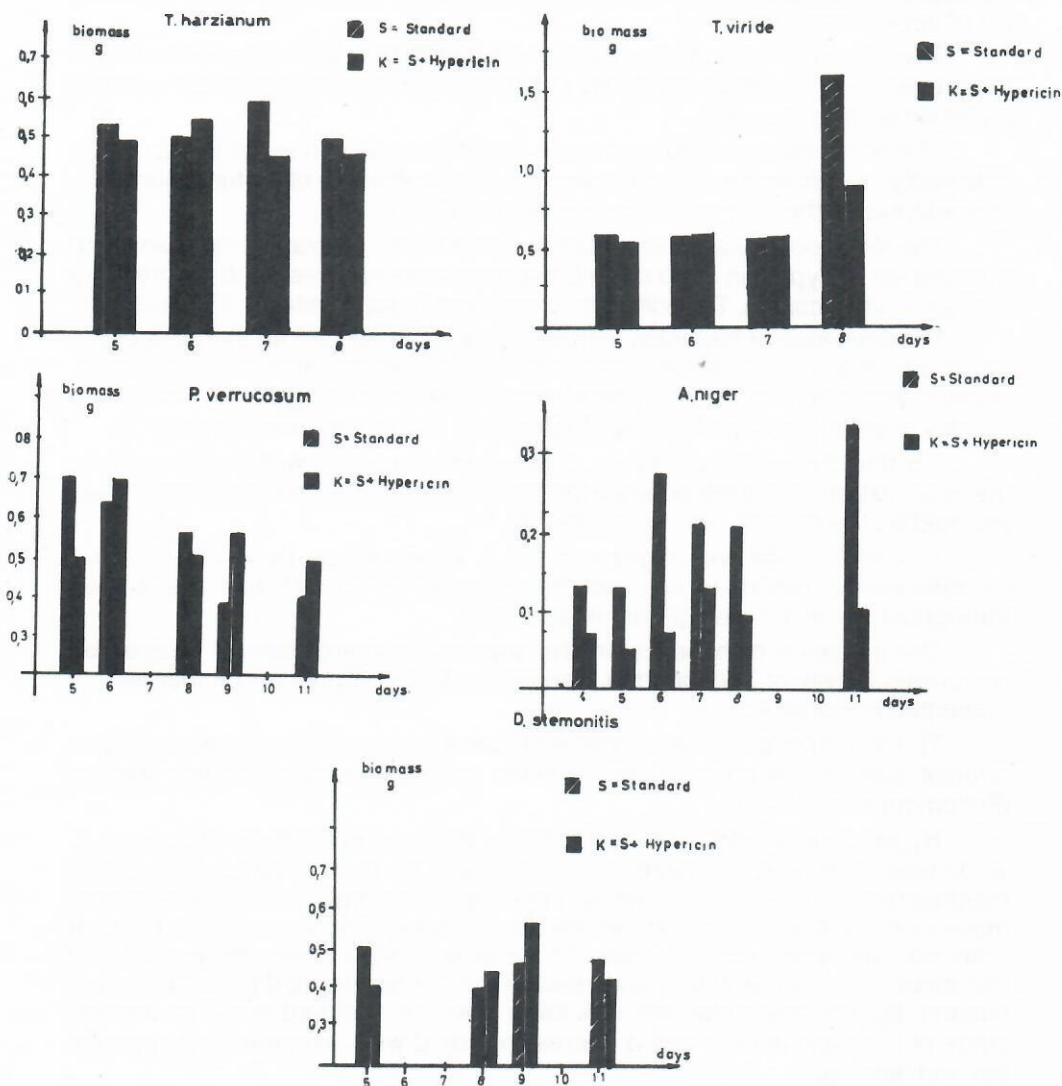 T. harzianum
biomass
g
S = Standard
K = S+ Hypericin
0,7
0,6
0,5
0,4
0,3
0,2
01
0
5 6 7 8 days
T. viride
bio mass
g
S = Standard
K = S+ Hypericin
1,5
1,0
0,5
0
5 6 7 8 days
P. verrucosum
biomass
g
S = Standard
K = S+ Hypericin
08
0,7
0,6
0,5
0,4
0,3
5 6 7 8 9 10 11 days
A. niger
S = Standard
K = S+ Hypericin
0,3
0,2
0,1
0
4 5 6 7 8 9 10 11 days
D. stemonitis
biomass
g
S = Standard
K = S+ Hypericin
0,7
0,6
0,5
0,4
0,3
5 6 7 8 9 10 11 days